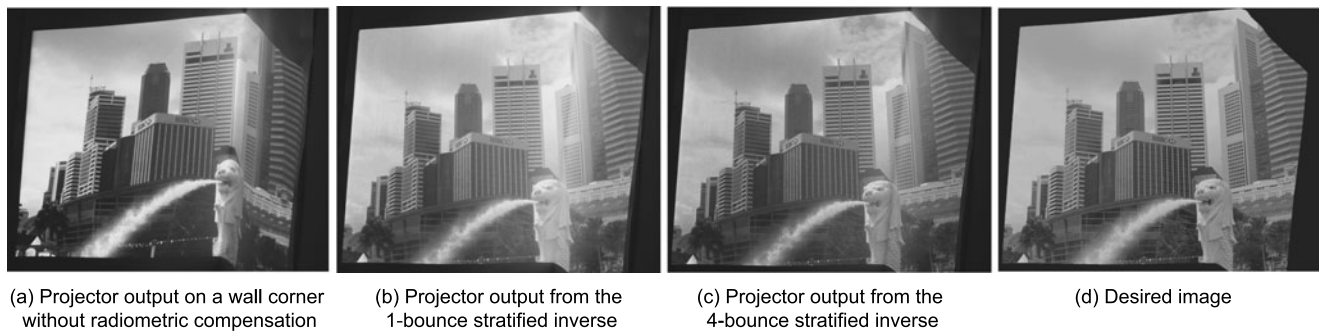 (a) Projector output on a wall corner
without radiometric compensation
(b) Projector output from the
1-bounce stratified inverse
(c) Projector output from the
4-bounce stratified inverse
(d) Desired image